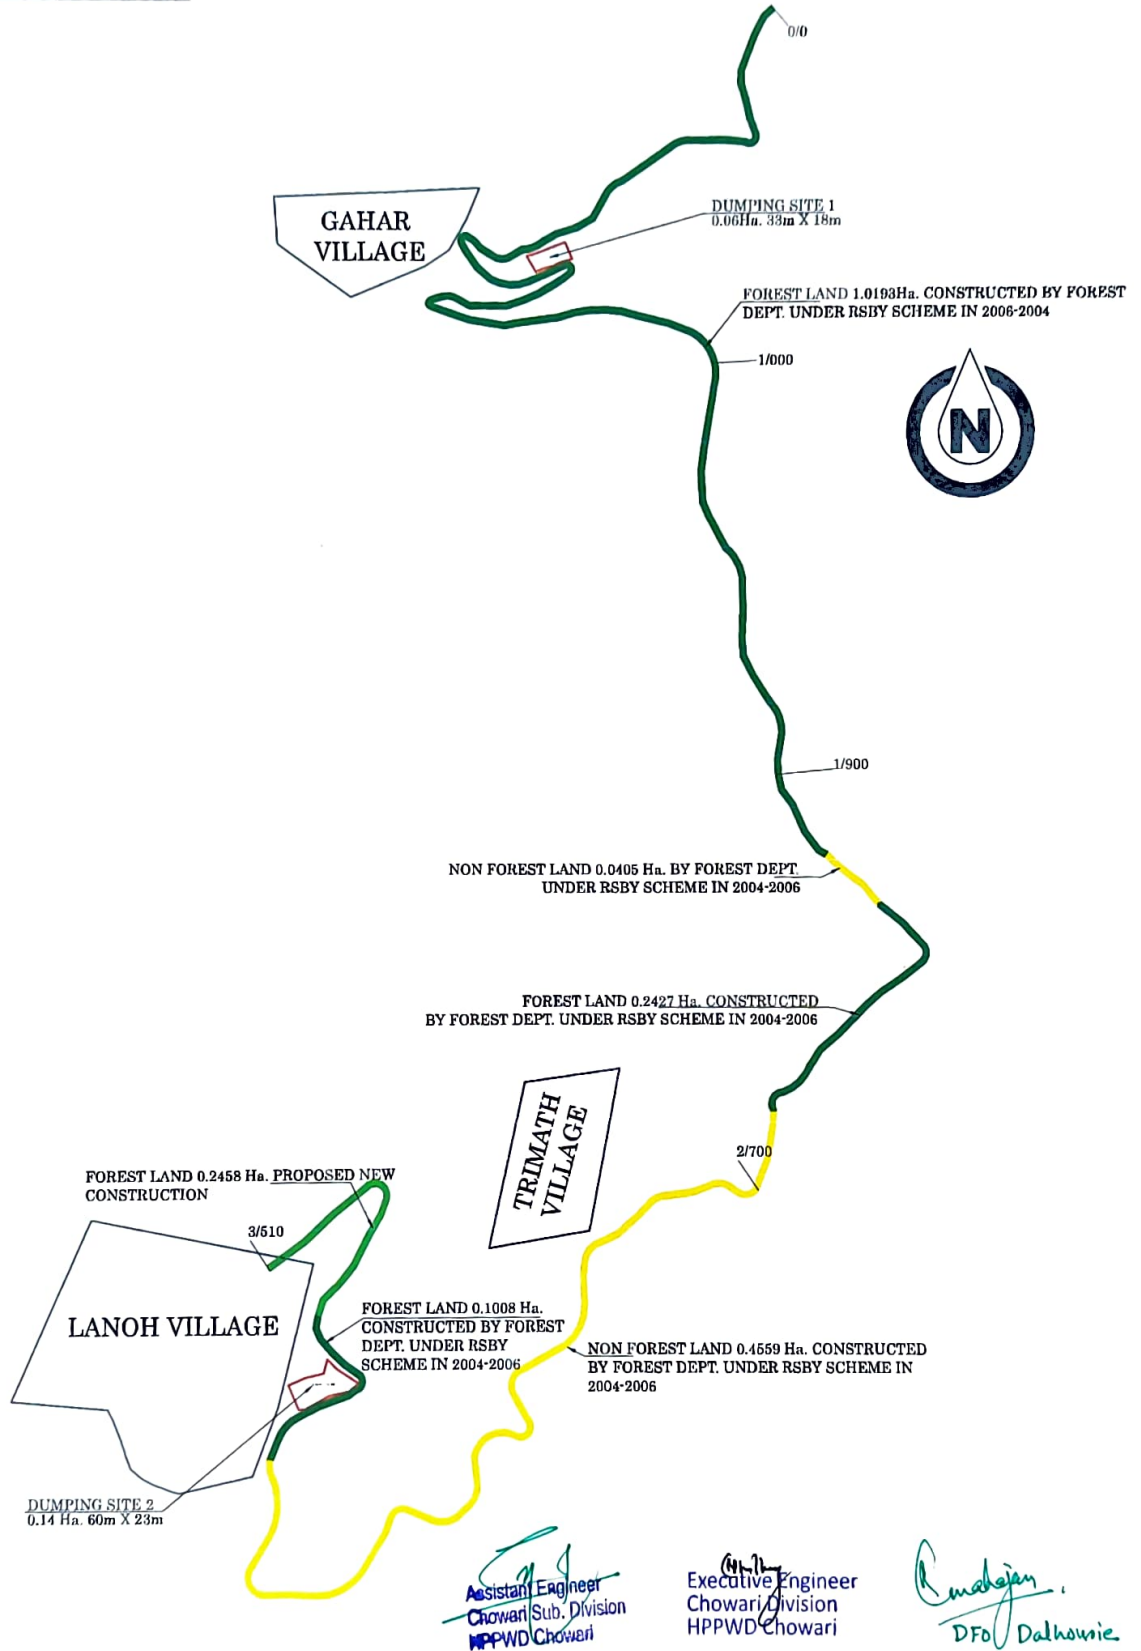 0/0
DUMPING SITE 1
0.06Ha. 33m X 18m
GAHAR
VILLAGE
FOREST LAND 1.0193Ha. CONSTRUCTED BY FOREST
DEPT. UNDER RSBY SCHEME IN 2006-2004
1/000
N
1/900
NON FOREST LAND 0.0405 Ha. BY FOREST DEPT.
UNDER RSBY SCHEME IN 2004-2006
FOREST LAND 0.2427 Ha. CONSTRUCTED
BY FOREST DEPT. UNDER RSBY SCHEME IN 2004-2006
TRIMATH
VILLAGE
2/700
FOREST LAND 0.2458 Ha. PROPOSED NEW
CONSTRUCTION
3/510
LANOH VILLAGE
FOREST LAND 0.1008 Ha.
CONSTRUCTED BY FOREST
DEPT. UNDER RSBY
SCHEME IN 2004-2006
NON FOREST LAND 0.4559 Ha. CONSTRUCTED
BY FOREST DEPT. UNDER RSBY SCHEME IN
2004-2006
DUMPING SITE 2
0.14 Ha. 60m X 23m
Assistant Engineer
Chowari Sub. Division
HPPWD Chowari
Executive Engineer
Chowari Division
HPPWD Chowari
DFO Dalhousie